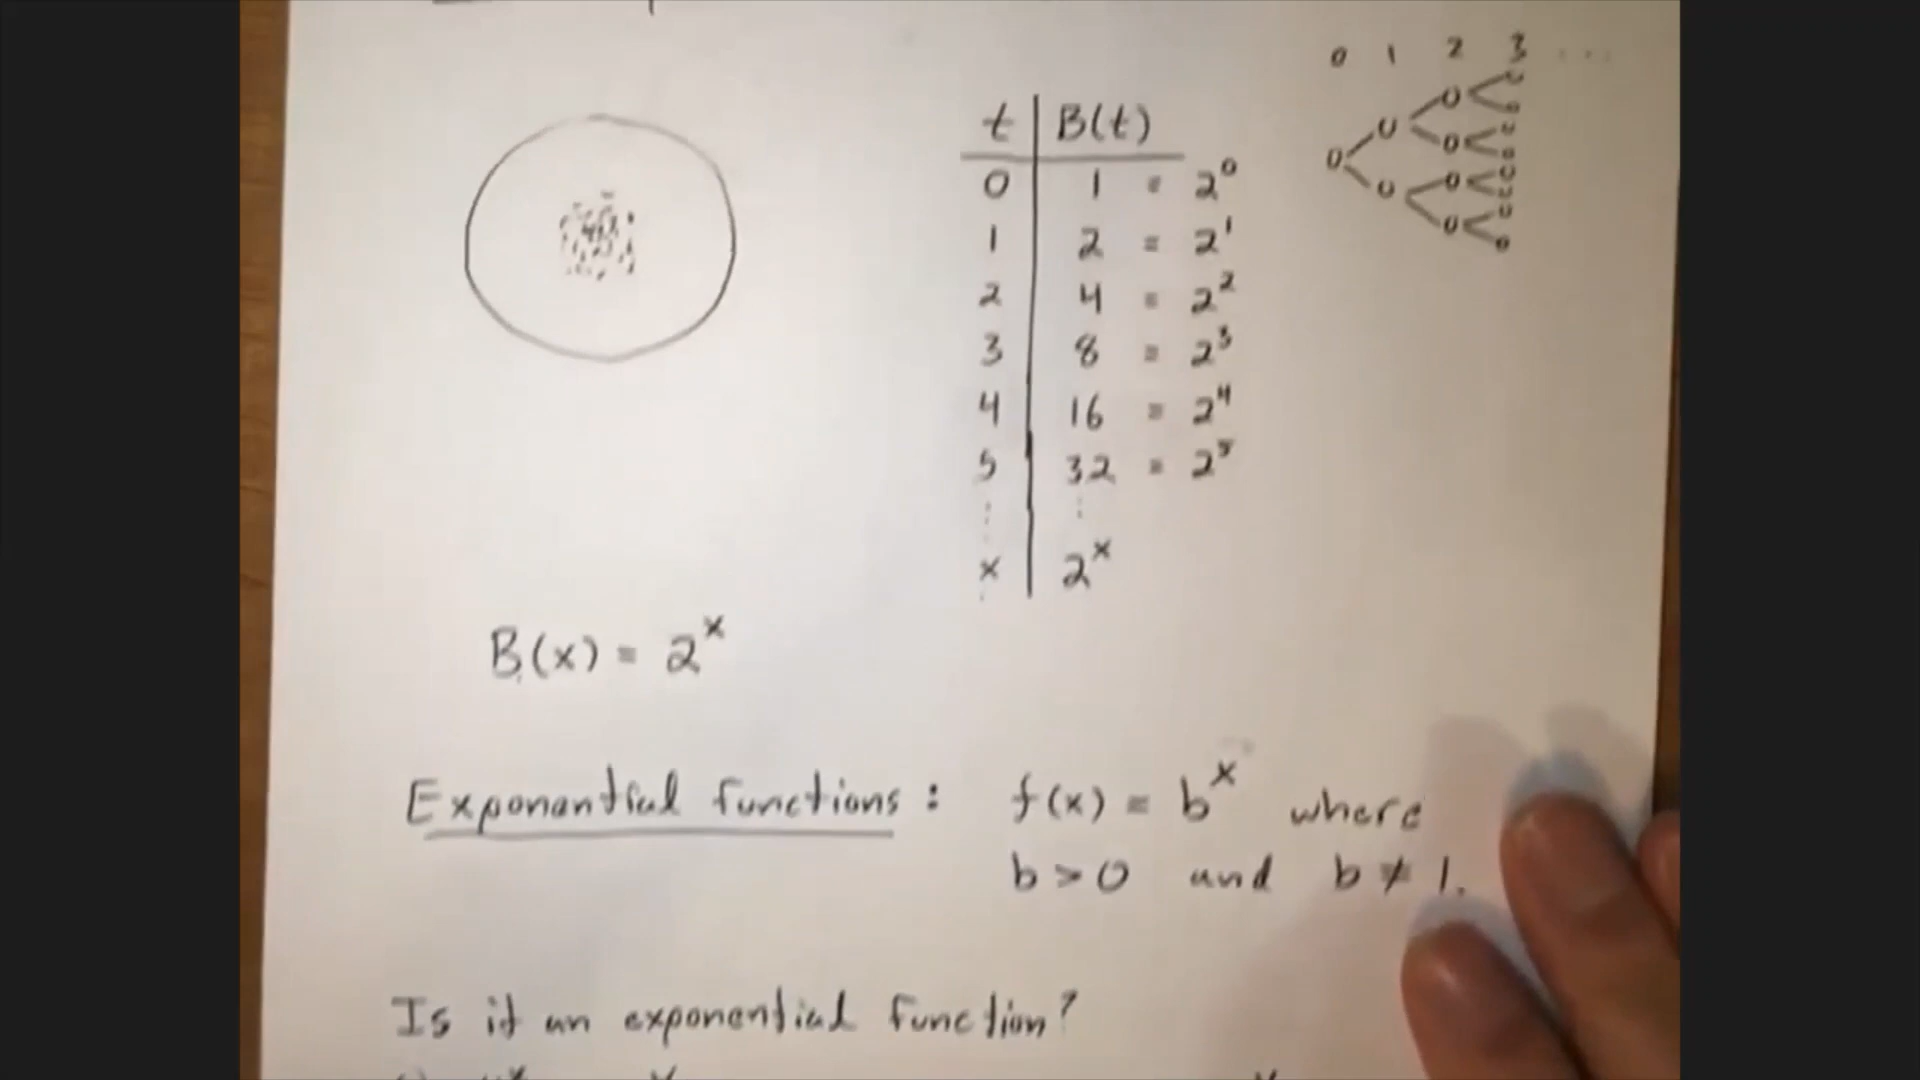 t B(t)
0 1 = 2⁰
1 2 = 2¹
2 4 = 2²
3 8 = 2³
4 16 = 2⁴
5 32 = 2⁵
⋮ ⋮
x 2ˣ
0 1 2 3 ...
B(x) = 2ˣ
Exponential functions : f(x) = bˣ where
b > 0 and b ≠ 1.
Is it an exponential function?